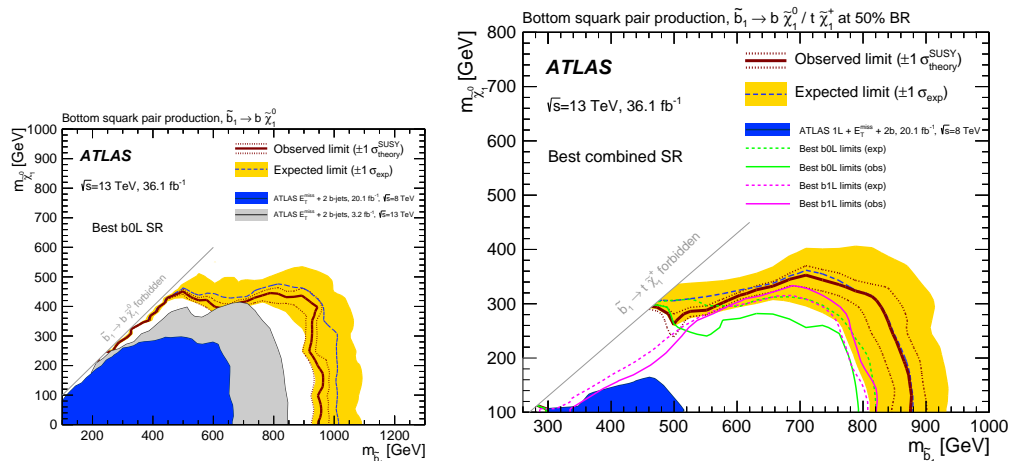 Bottom squark pair production, b̃₁ → b χ̃₁⁰
m_χ̃₁⁰ [GeV]
1000
900
800
700
600
500
400
300
200
100
0
ATLAS
√s=13 TeV, 36.1 fb⁻¹
Best b0L SR
Observed limit (±1 σ_theory^SUSY)
Expected limit (±1 σ_exp)
ATLAS E_T^miss + 2 b-jets, 20.1 fb⁻¹, √s=8 TeV
ATLAS E_T^miss + 2 b-jets, 3.2 fb⁻¹, √s=13 TeV
b̃₁ → b χ̃₁⁰ forbidden
200 400 600 800 1000 1200
m_b̃₁ [GeV]
Bottom squark pair production, b̃₁ → b χ̃₁⁰ / t χ̃₁⁺ at 50% BR
m_χ̃₁⁰ [GeV]
800
700
600
500
400
300
200
100
ATLAS
√s=13 TeV, 36.1 fb⁻¹
Best combined SR
Observed limit (±1 σ_theory^SUSY)
Expected limit (±1 σ_exp)
ATLAS 1L + E_T^miss + 2b, 20.1 fb⁻¹, √s=8 TeV
Best b0L limits (exp)
Best b0L limits (obs)
Best b1L limits (exp)
Best b1L limits (obs)
b̃₁ → t χ̃₁⁺ forbidden
300 400 500 600 700 800 900 1000
m_b̃₁ [GeV]